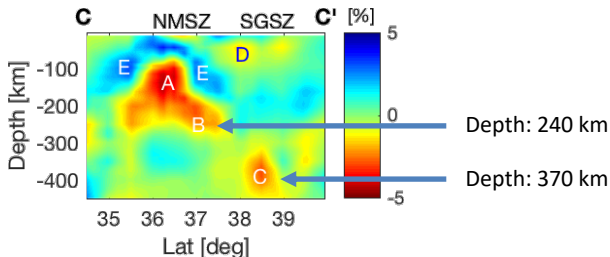 C NMSZ SGSZ C' [%]
5
E E D
-100
A
Depth [km]
-200
0
B
Depth: 240 km
-300
C
Depth: 370 km
-400
-5
35 36 37 38 39
Lat [deg]